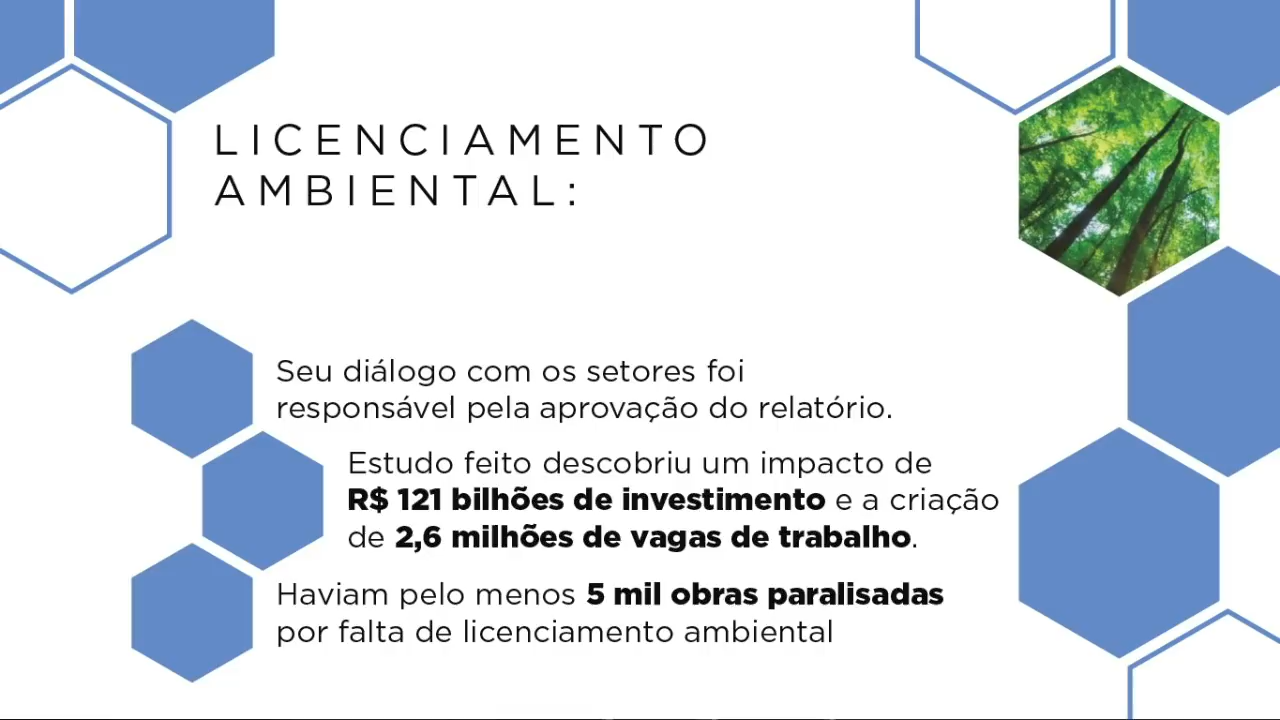 LICENCIAMENTO
AMBIENTAL:
Seu diálogo com os setores foi
responsável pela aprovação do relatório.
Estudo feito descobriu um impacto de
R$ 121 bilhões de investimento e a criação
de 2,6 milhões de vagas de trabalho.
Haviam pelo menos 5 mil obras paralisadas
por falta de licenciamento ambiental